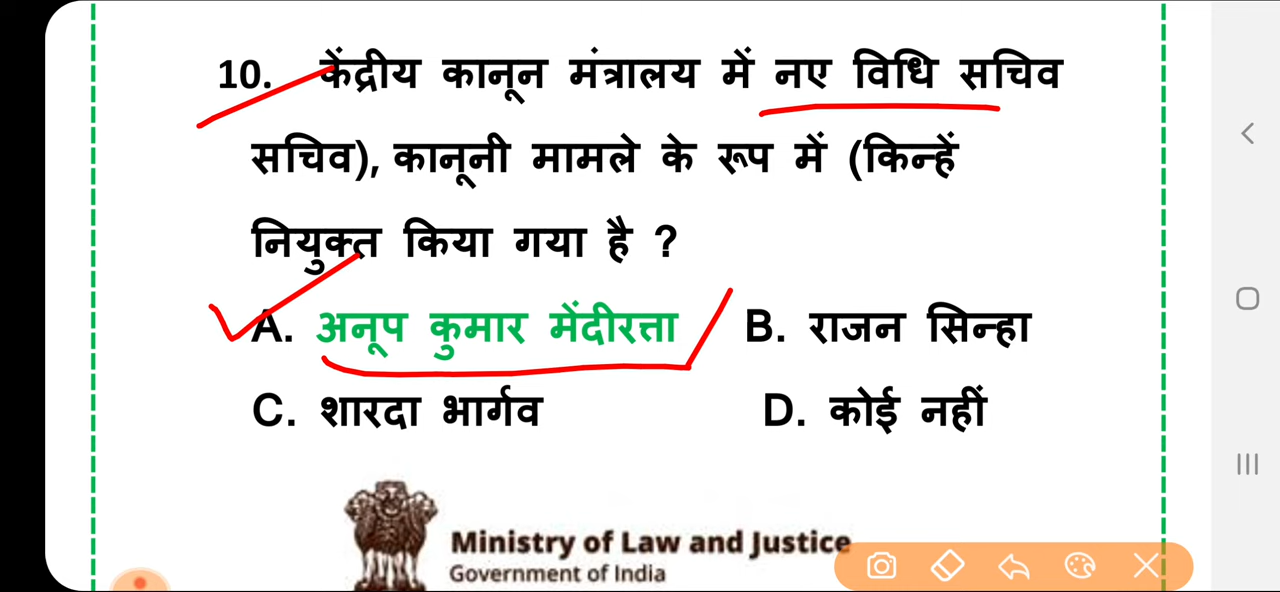 10. केंद्रीय कानून मंत्रालय में नए विधि सचिव
सचिव), कानूनी मामले के रूप में (किन्हें
नियुक्त किया गया है ?
A. अनूप कुमार मेंदीरत्ता B. राजन सिन्हा
C. शारदा भार्गव D. कोई नहीं
Ministry of Law and Justice
Government of India